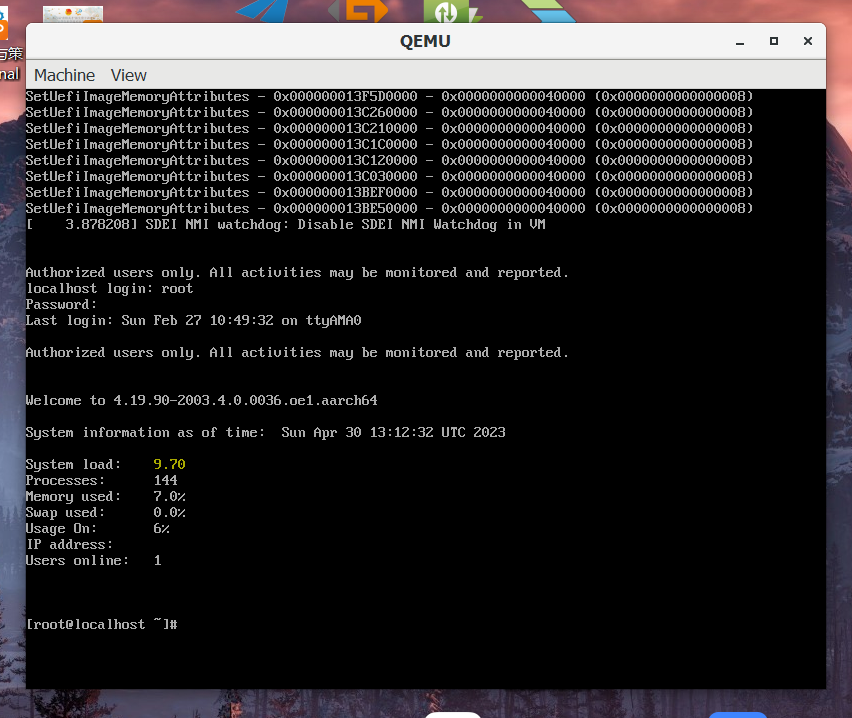 与策
nal
QEMU
Machine View
SetUefiImageMemoryAttributes - 0x000000013F5D0000 - 0x0000000000040000 (0x0000000000000008)
SetUefiImageMemoryAttributes - 0x000000013C260000 - 0x0000000000040000 (0x0000000000000008)
SetUefiImageMemoryAttributes - 0x000000013C210000 - 0x0000000000040000 (0x0000000000000008)
SetUefiImageMemoryAttributes - 0x000000013C1C0000 - 0x0000000000040000 (0x0000000000000008)
SetUefiImageMemoryAttributes - 0x000000013C120000 - 0x0000000000040000 (0x0000000000000008)
SetUefiImageMemoryAttributes - 0x000000013C030000 - 0x0000000000040000 (0x0000000000000008)
SetUefiImageMemoryAttributes - 0x000000013BEF0000 - 0x0000000000040000 (0x0000000000000008)
SetUefiImageMemoryAttributes - 0x000000013BE50000 - 0x0000000000040000 (0x0000000000000008)
[    3.878208] SDEI NMI watchdog: Disable SDEI NMI Watchdog in VM
Authorized users only. All activities may be monitored and reported.
localhost login: root
Password:
Last login: Sun Feb 27 10:49:32 on ttyAMA0
Authorized users only. All activities may be monitored and reported.
Welcome to 4.19.90-2003.4.0.0036.oe1.aarch64
System information as of time:  Sun Apr 30 13:12:32 UTC 2023
System load:    9.70
Processes:      144
Memory used:    7.0%
Swap used:      0.0%
Usage On:       6%
IP address:
Users online:   1
[root@localhost ~]#